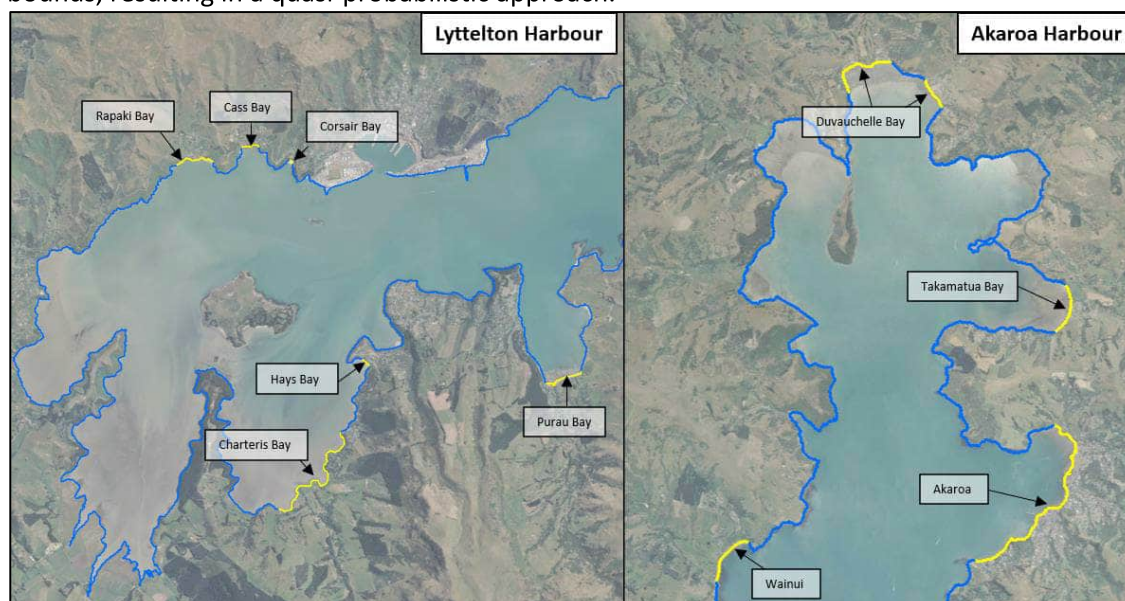 bounds, resulting in a quasi-probabilistic approach.
Lyttelton Harbour
Rapaki Bay
Cass Bay
Corsair Bay
Hays Bay
Charteris Bay
Purau Bay
Akaroa Harbour
Duvauchelle Bay
Takamatua Bay
Akaroa
Wainui